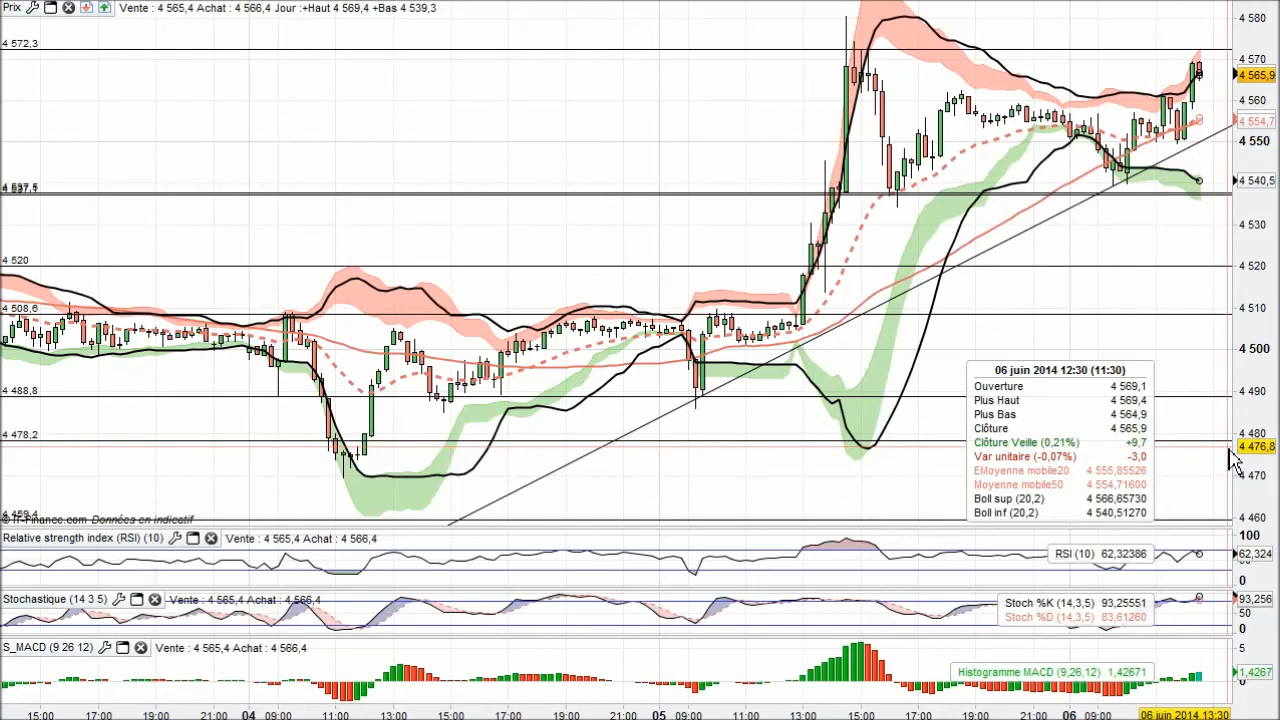 Prix Vente : 4 565,4 Achat : 4 566,4 Jour :+Haut 4 569,4 +Bas 4 539,3
4 580
4 572,3
4 570
4 565,9
4 560
4 554,7
4 550
4 540,5
4 530
4 520
4 520
4 510
4 508,6
4 500
4 490
4 488,8
4 480
4 478,2
4 476,8
4 470
4 460
06 juin 2014 12:30 (11:30)
Ouverture 4 569,1
Plus Haut 4 569,4
Plus Bas 4 564,9
Clôture 4 565,9
Clôture Veille (0,21%) +9,7
Var unitaire (-0,07%) -3,0
EMoyenne mobile20 4 555,85526
Moyenne mobile50 4 554,71600
Boll sup (20,2) 4 566,65730
Boll inf (20,2) 4 540,51270
© IT-Finance.com Données en indicatif
Relative strength index (RSI) (10) Vente : 4 565,4 Achat : 4 566,4
100
RSI (10) 62,32386
62,324
0
Stochastique (14 3 5) Vente : 4 565,4 Achat : 4 566,4
93,256
Stoch %K (14,3,5) 93,25551
50
Stoch %D (14,3,5) 83,61260
0
S_MACD (9 26 12) Vente : 4 565,4 Achat : 4 566,4
5
Histogramme MACD (9,26,12) 1,42671
1,4267
0
15:00 17:00 19:00 21:00 04 09:00 11:00 13:00 15:00 17:00 19:00 21:00 05 09:00 11:00 13:00 15:00 17:00 19:00 21:00 06 09:00 06 juin 2014 13:30